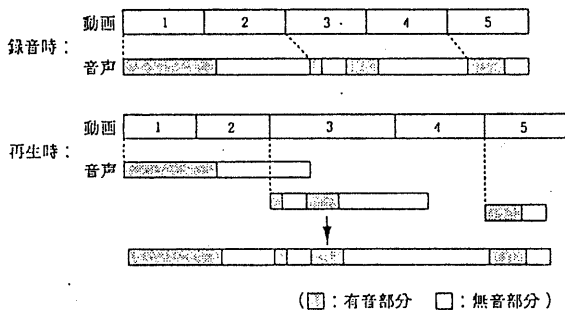 動画 1 2 3 4 5
録音時：
音声
動画 1 2 3 4 5
再生時：
音声
（ ：有音部分 ：無音部分）